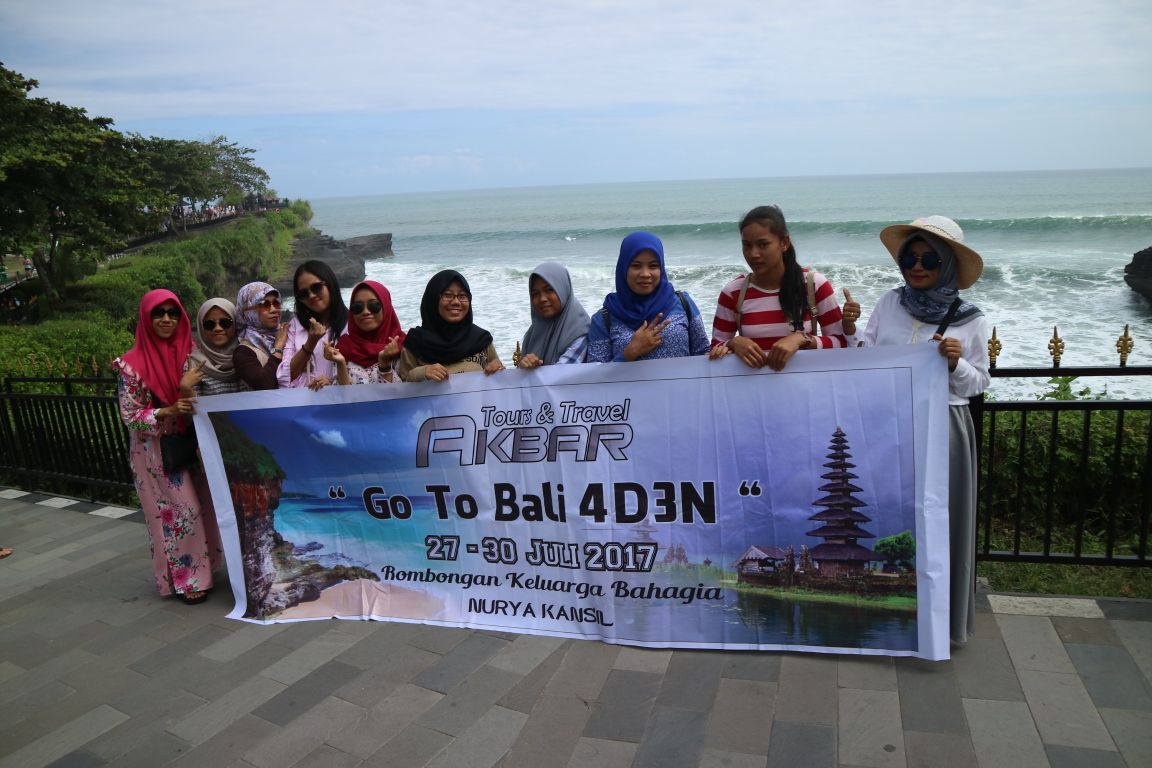 Tours & Travel
AKBAR
" Go To Bali 4D3N "
27 - 30 JULI 2017
Rombongan Keluarga Bahagia
NURYA KANSIL